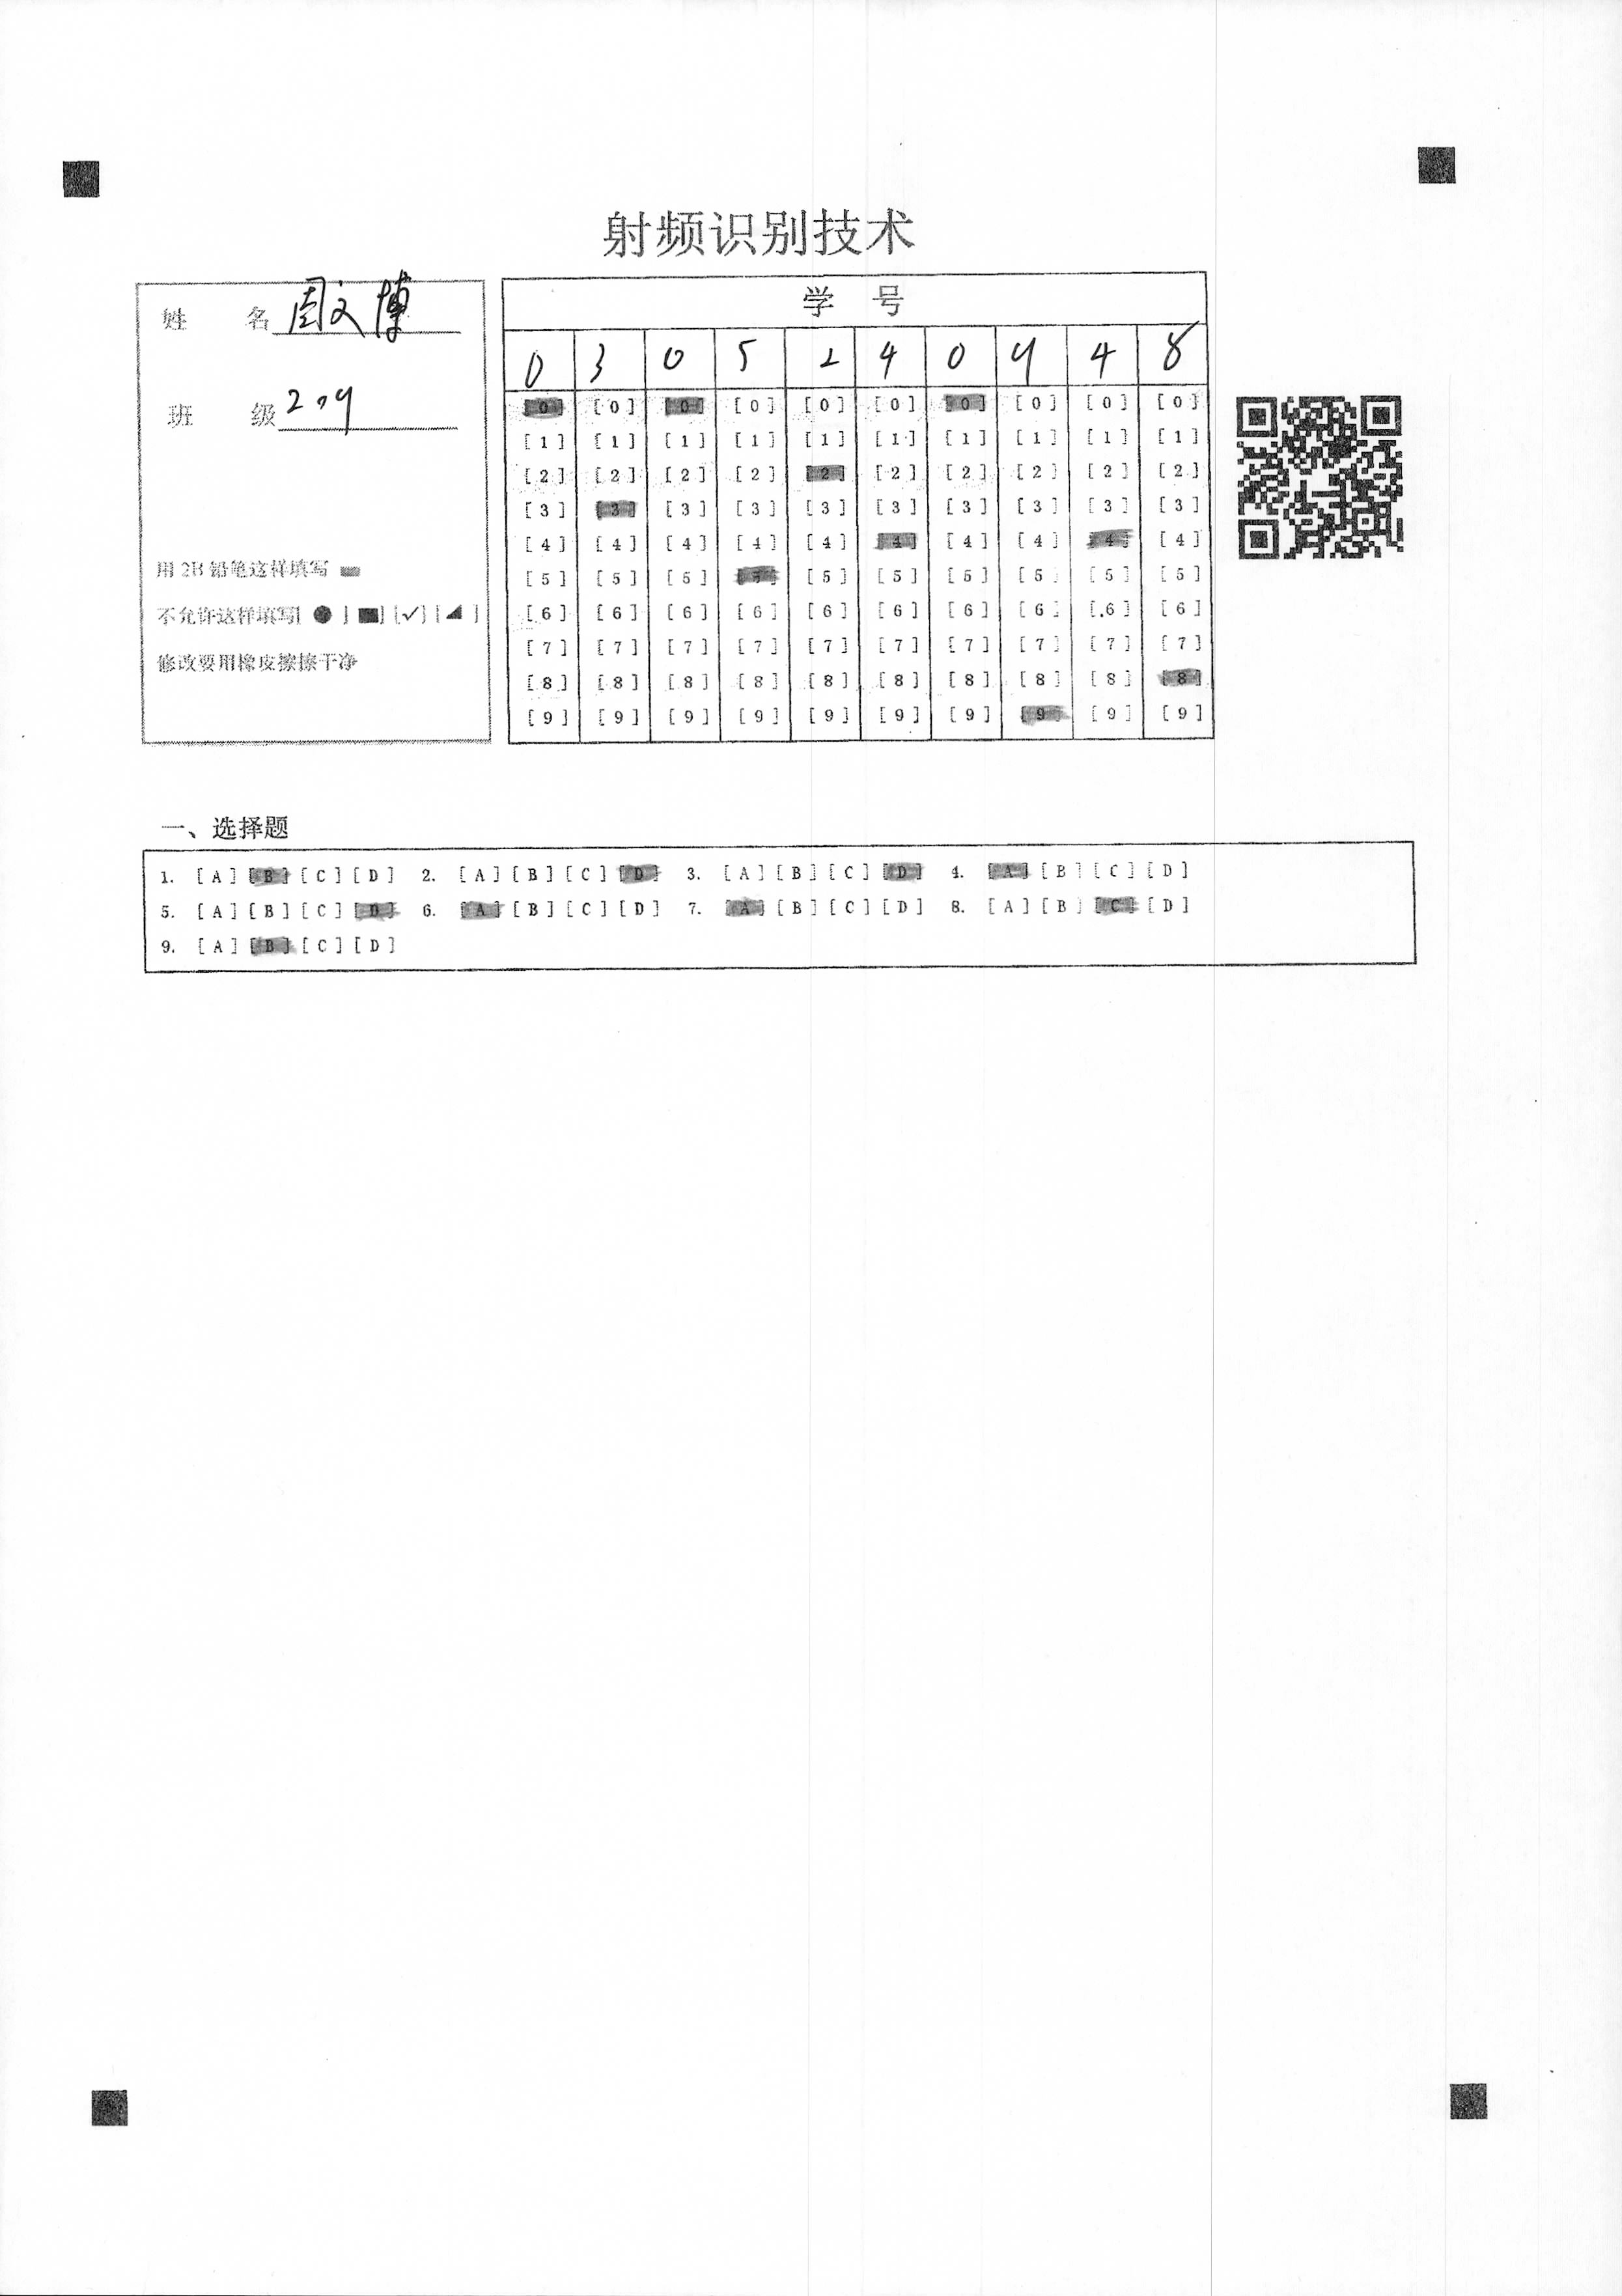 射频识别技术
姓 名 周文博
班 级 209
用 2B 铅笔这样填写
不允许这样填写[ ● ] [■] [✓] [◢ ]
修改要用橡皮擦擦干净
学 号
0 3 0 5 2 4 0 9 4 8
[0] [0] [0] [0] [0] [0] [0] [0] [0] [0]
[1] [1] [1] [1] [1] [1] [1] [1] [1] [1]
[2] [2] [2] [2] [2] [2] [2] [2] [2] [2]
[3] [3] [3] [3] [3] [3] [3] [3] [3] [3]
[4] [4] [4] [4] [4] [4] [4] [4] [4] [4]
[5] [5] [5] [5] [5] [5] [5] [5] [5] [5]
[6] [6] [6] [6] [6] [6] [6] [6] [6] [6]
[7] [7] [7] [7] [7] [7] [7] [7] [7] [7]
[8] [8] [8] [8] [8] [8] [8] [8] [8] [8]
[9] [9] [9] [9] [9] [9] [9] [9] [9] [9]
一、选择题
1. [A] [B] [C] [D] 2. [A] [B] [C] [D] 3. [A] [B] [C] [D] 4. [A] [B] [C] [D]
5. [A] [B] [C] [D] 6. [A] [B] [C] [D] 7. [A] [B] [C] [D] 8. [A] [B] [C] [D]
9. [A] [B] [C] [D]